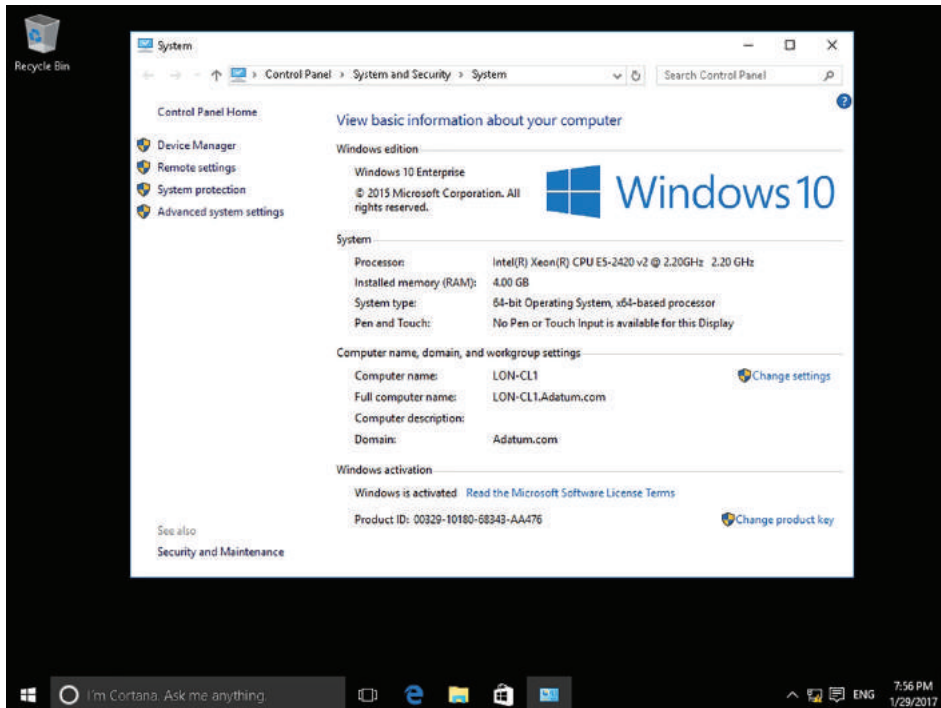 Recycle Bin
System
Control Panel > System and Security > System
Search Control Panel
Control Panel Home
Device Manager
Remote settings
System protection
Advanced system settings
See also
Security and Maintenance
View basic information about your computer
Windows edition
Windows 10 Enterprise
© 2015 Microsoft Corporation. All
rights reserved.
Windows 10
System
Processor: Intel(R) Xeon(R) CPU E5-2420 v2 @ 2.20GHz 2.20 GHz
Installed memory (RAM): 4.00 GB
System type: 64-bit Operating System, x64-based processor
Pen and Touch: No Pen or Touch Input is available for this Display
Computer name, domain, and workgroup settings
Computer name: LON-CL1 Change settings
Full computer name: LON-CL1.Adatum.com
Computer description:
Domain: Adatum.com
Windows activation
Windows is activated Read the Microsoft Software License Terms
Product ID: 00329-10180-68343-AA476 Change product key
I'm Cortana. Ask me anything.
ENG
7:56 PM
1/29/2017